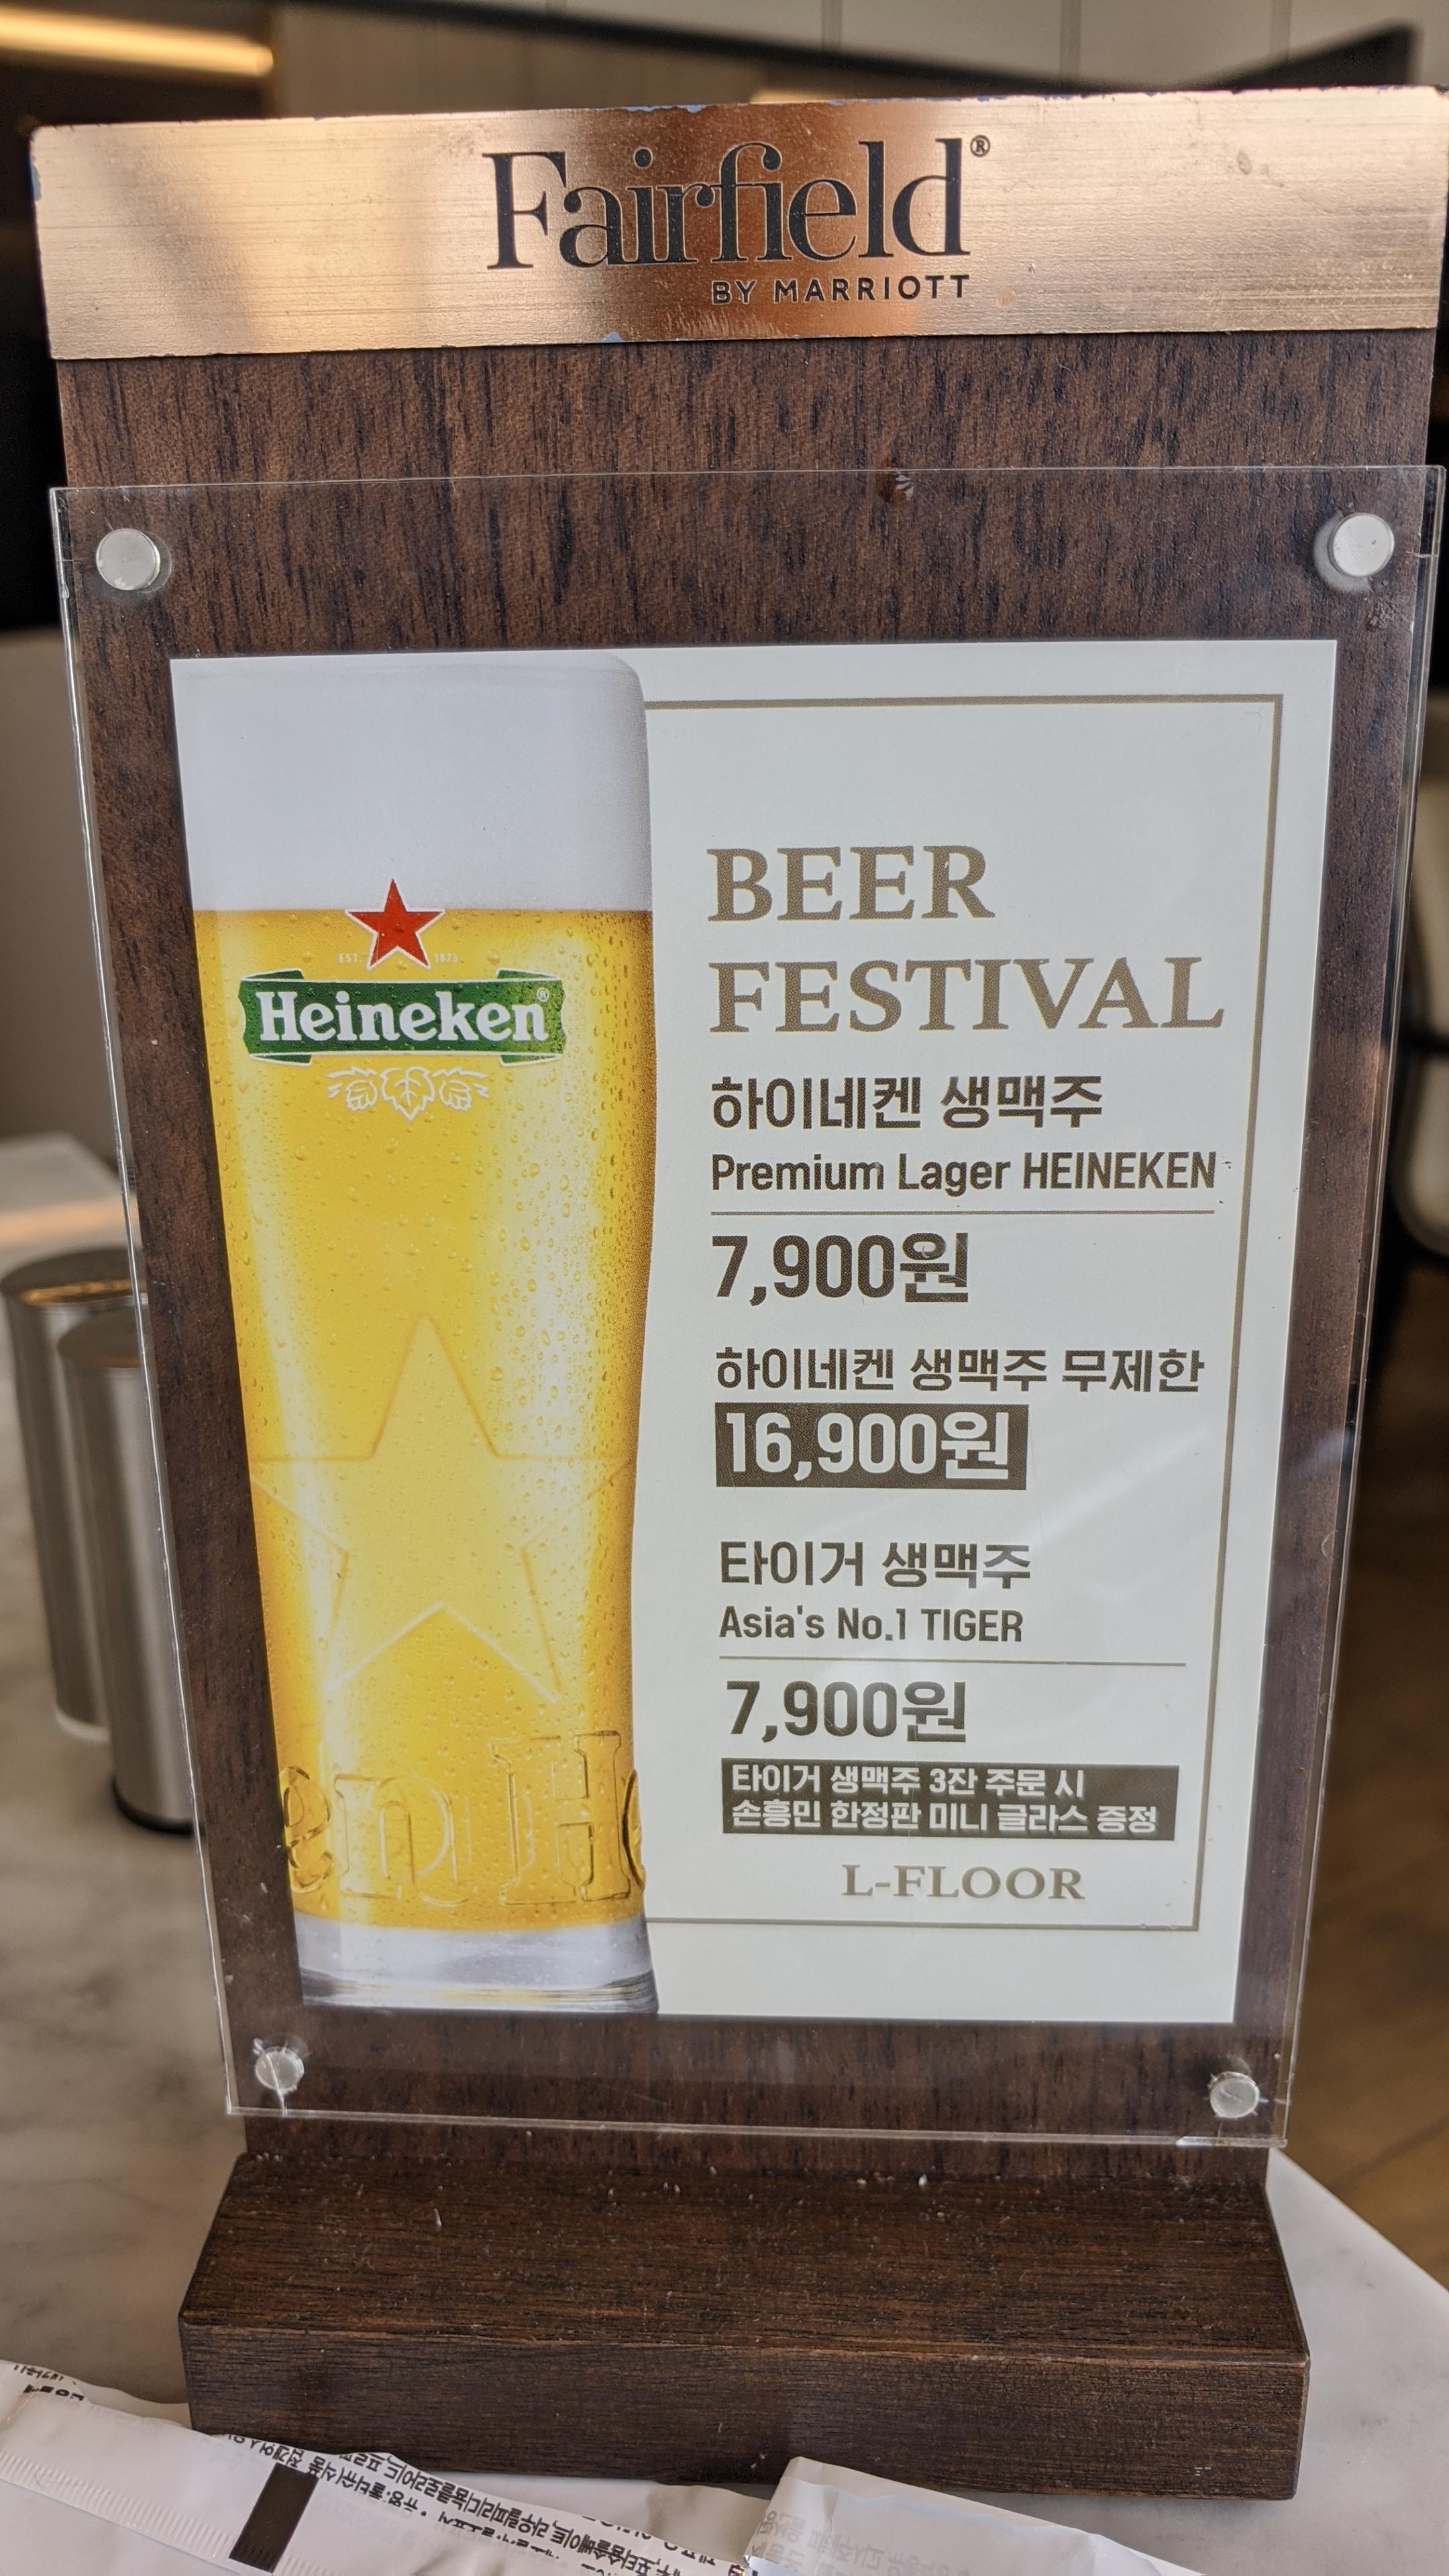 Fairfield®
BY MARRIOTT
EST. 1873
Heineken®
BEER
FESTIVAL
하이네켄 생맥주
Premium Lager HEINEKEN
7,900원
하이네켄 생맥주 무제한
16,900원
타이거 생맥주
Asia's No.1 TIGER
7,900원
타이거 생맥주 3잔 주문 시
손흥민 한정판 미니 글라스 증정
L-FLOOR
en He